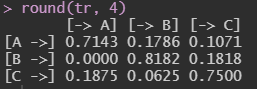 > round(tr, 4)
[-> A] [-> B] [-> C]
[A ->] 0.7143 0.1786 0.1071
[B ->] 0.0000 0.8182 0.1818
[C ->] 0.1875 0.0625 0.7500